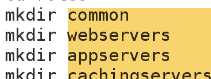 mkdir common
mkdir webservers
mkdir appservers
mkdir cachingservers